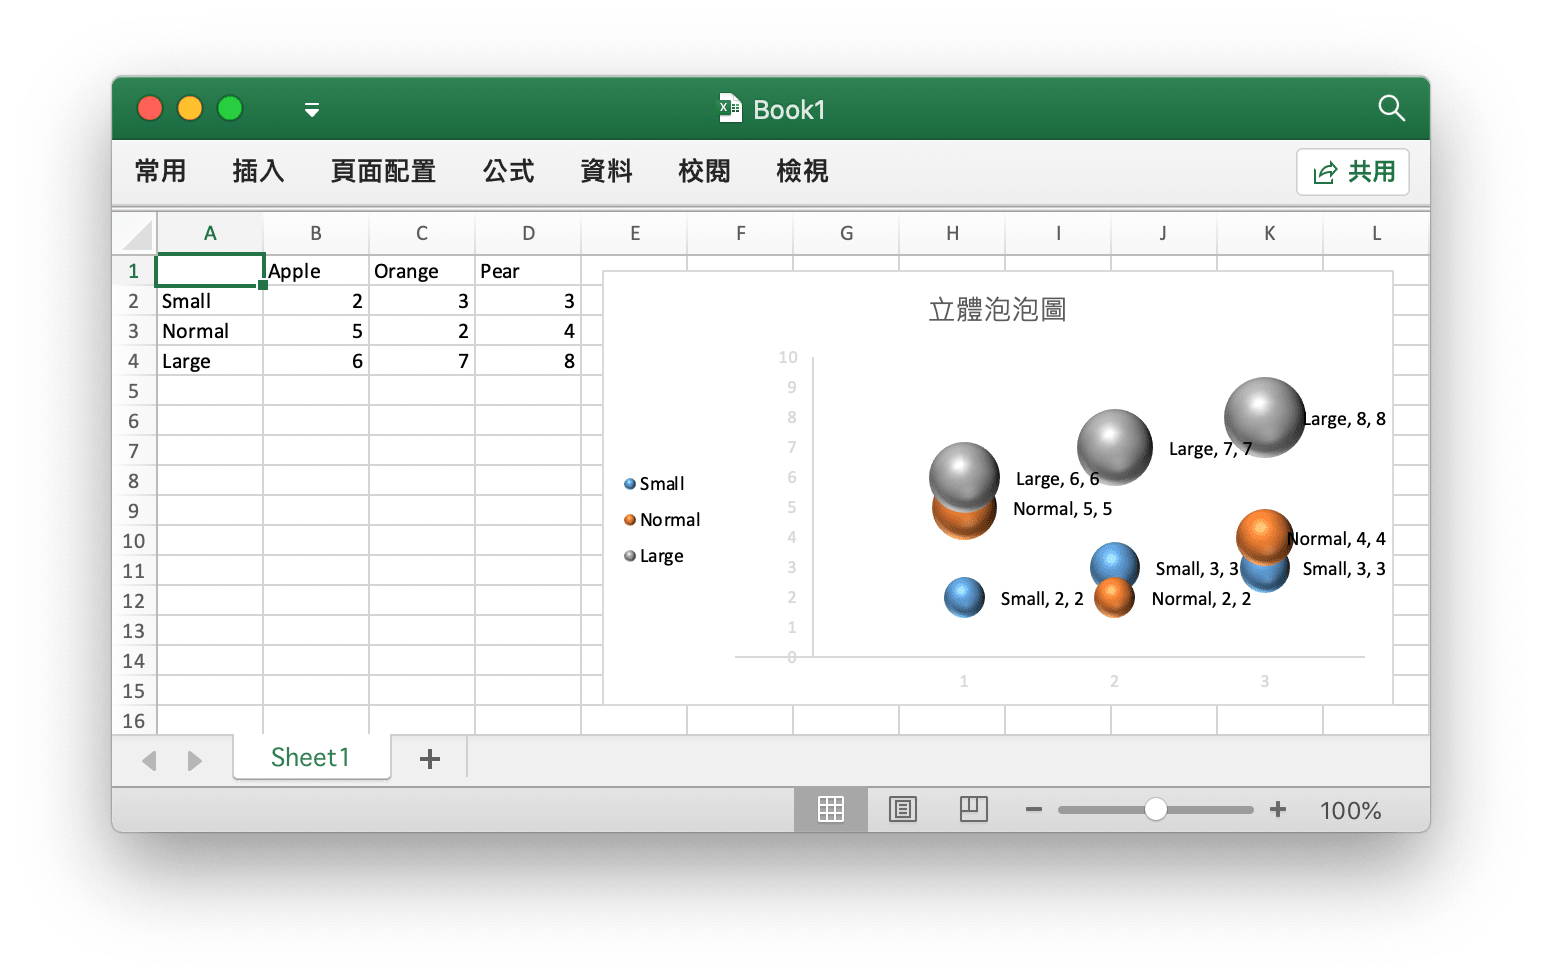 Book1
常用 插入 頁面配置 公式 資料 校閱 檢視 共用
A B C D E F G H I J K L
1 Apple Orange Pear
2 Small 2 3 3
3 Normal 5 2 4
4 Large 6 7 8
5
6
7
8
9
10
11
12
13
14
15
16
立體泡泡圖
10
9
8
7
6
5
4
3
2
1
0
1 2 3
Small
Normal
Large
Large, 8, 8
Large, 7, 7
Large, 6, 6
Normal, 5, 5
Normal, 4, 4
Small, 3, 3
Small, 3, 3
Small, 2, 2
Normal, 2, 2
Sheet1
100%